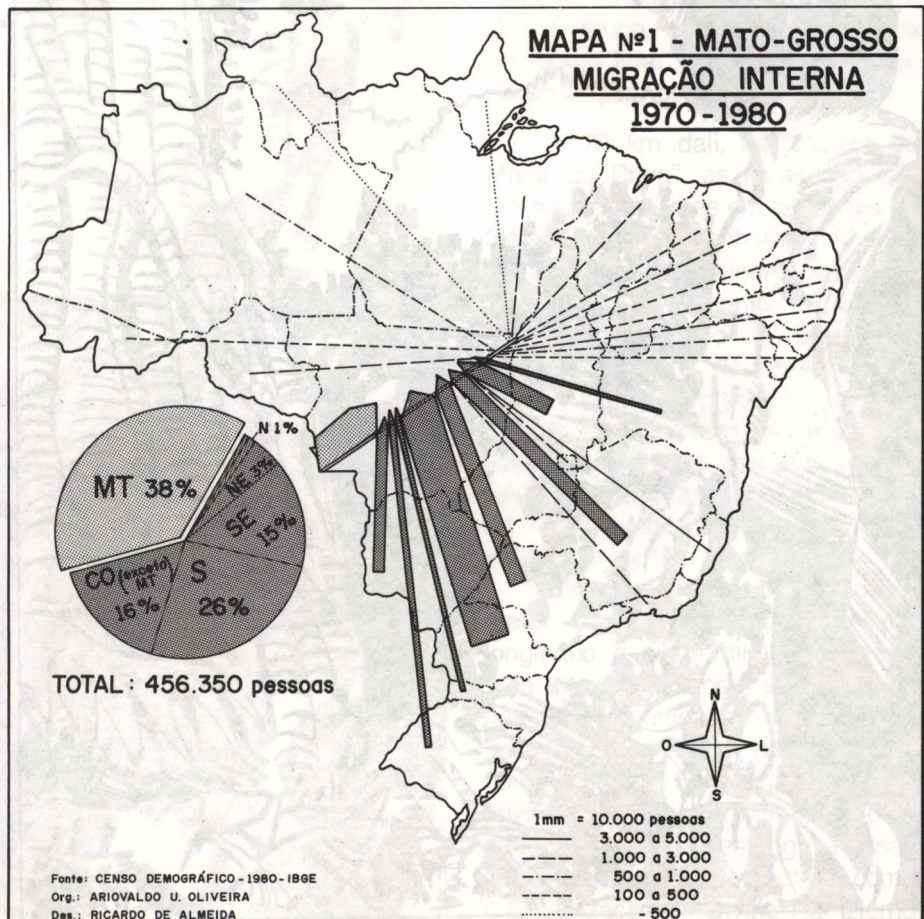 MAPA Nº1 - MATO-GROSSO
MIGRAÇÃO INTERNA
1970-1980
km dali,
N 1%
MT 38%
NE 3%
SE
15%
CO (exceto MT)
16%
S
26%
TOTAL: 456.350 pessoas
N
O
L
S
1mm = 10.000 pessoas
3.000 a 5.000
1.000 a 3.000
500 a 1.000
100 a 500
- 500
Fonte: CENSO DEMOGRÁFICO - 1980 - IBGE
Org.: ARIOVALDO U. OLIVEIRA
Des.: RICARDO DE ALMEIDA